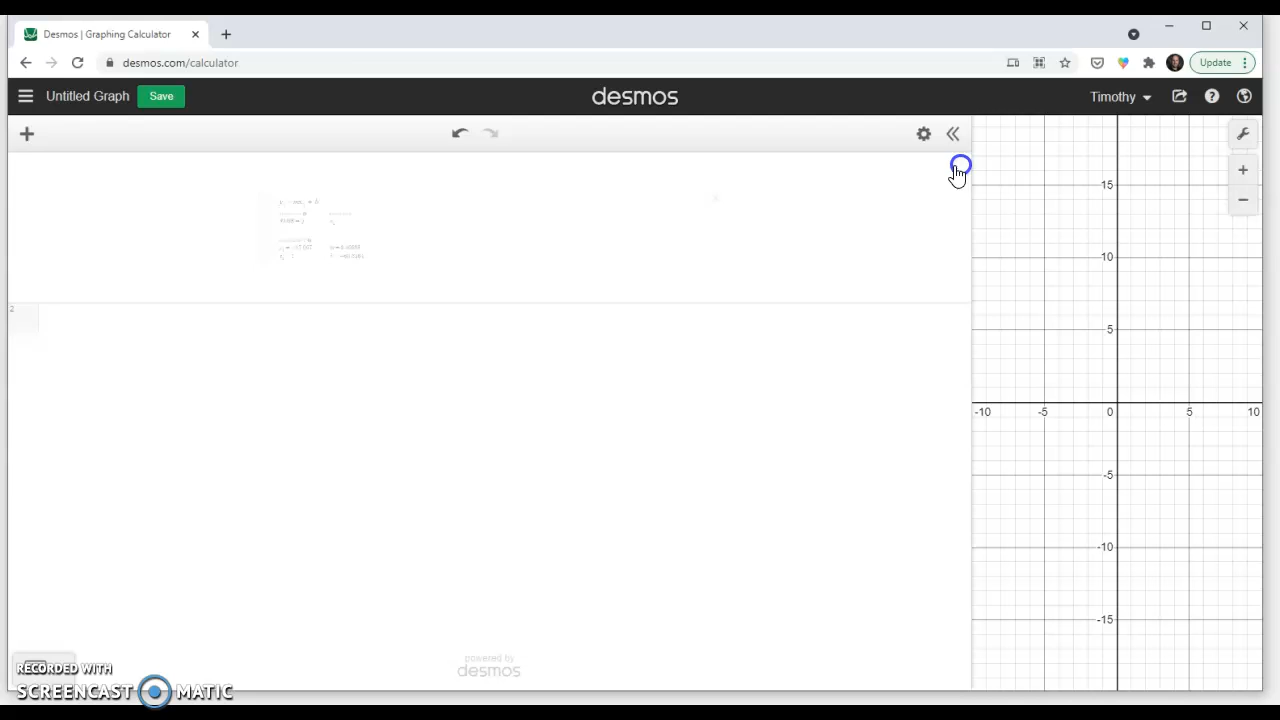 Desmos | Graphing Calculator
desmos.com/calculator
Update
Untitled Graph
Save
desmos
Timothy
2
15
10
5
-10
-5
0
5
10
-5
-10
-15
powered by
desmos
RECORDED WITH
SCREENCAST MATIC